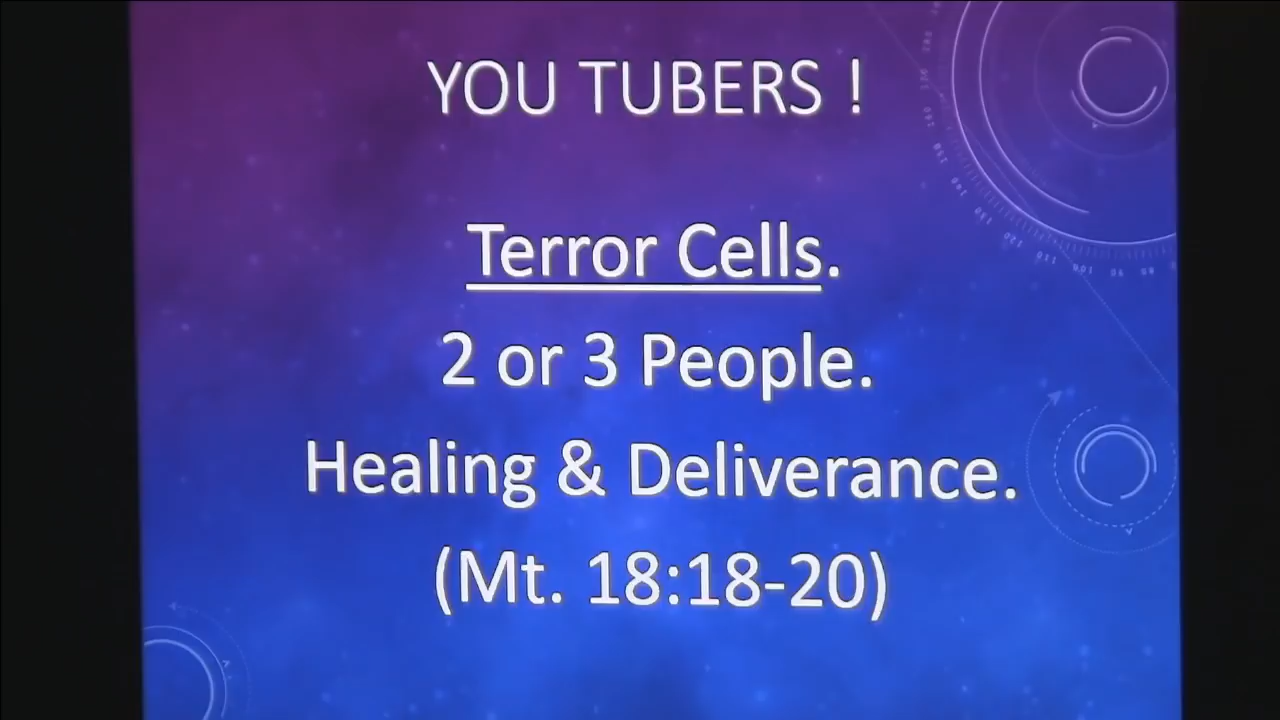 YOU TUBERS !
Terror Cells.
2 or 3 People.
Healing & Deliverance.
(Mt. 18:18-20)